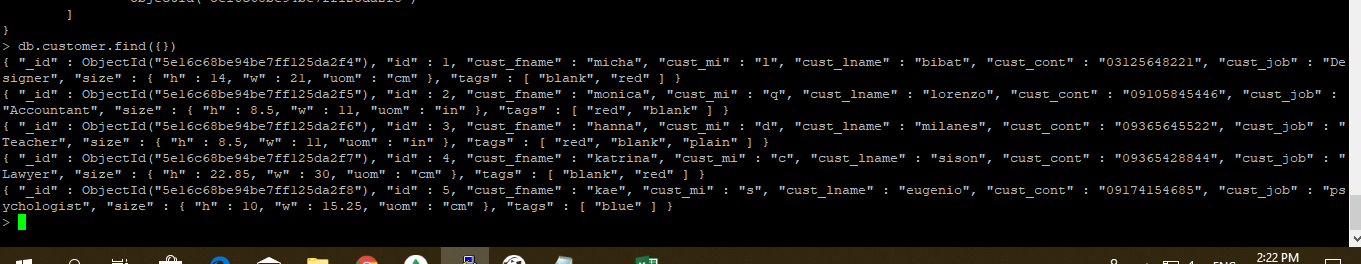 ]
}
> db.customer.find({})
{ "_id" : ObjectId("5e16c68be94be7ff125da2f4"), "id" : 1, "cust_fname" : "micha", "cust_mi" : "l", "cust_lname" : "bibat", "cust_cont" : "03125648221", "cust_job" : "De
signer", "size" : { "h" : 14, "w" : 21, "uom" : "cm" }, "tags" : [ "blank", "red" ] }
{ "_id" : ObjectId("5e16c68be94be7ff125da2f5"), "id" : 2, "cust_fname" : "monica", "cust_mi" : "q", "cust_lname" : "lorenzo", "cust_cont" : "09105845446", "cust_job" :
"Accountant", "size" : { "h" : 8.5, "w" : 11, "uom" : "in" }, "tags" : [ "red", "blank" ] }
{ "_id" : ObjectId("5e16c68be94be7ff125da2f6"), "id" : 3, "cust_fname" : "hanna", "cust_mi" : "d", "cust_lname" : "milanes", "cust_cont" : "09365645522", "cust_job" : "
Teacher", "size" : { "h" : 8.5, "w" : 11, "uom" : "in" }, "tags" : [ "red", "blank", "plain" ] }
{ "_id" : ObjectId("5e16c68be94be7ff125da2f7"), "id" : 4, "cust_fname" : "katrina", "cust_mi" : "c", "cust_lname" : "sison", "cust_cont" : "09365428844", "cust_job" : "
Lawyer", "size" : { "h" : 22.85, "w" : 30, "uom" : "cm" }, "tags" : [ "blank", "red" ] }
{ "_id" : ObjectId("5e16c68be94be7ff125da2f8"), "id" : 5, "cust_fname" : "kae", "cust_mi" : "s", "cust_lname" : "eugenio", "cust_cont" : "09174154685", "cust_job" : "ps
ychologist", "size" : { "h" : 10, "w" : 15.25, "uom" : "cm" }, "tags" : [ "blue" ] }
>
2:22 PM